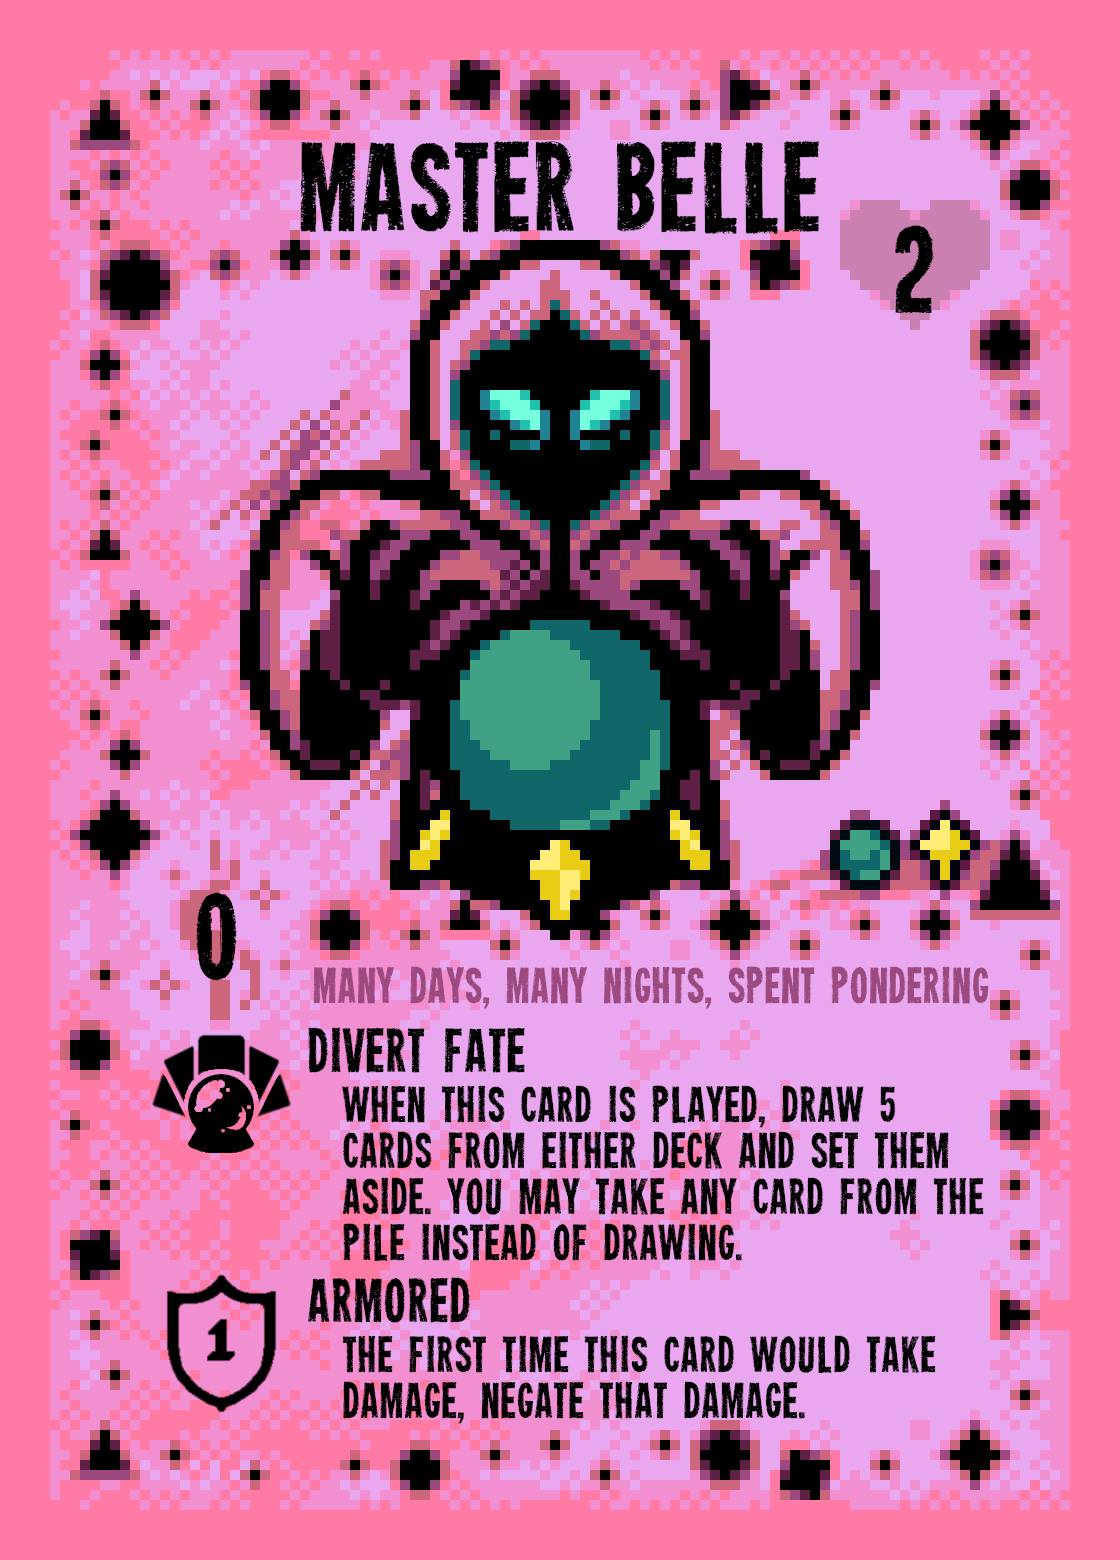 MASTER BELLE
2
0
MANY DAYS, MANY NIGHTS, SPENT PONDERING
DIVERT FATE
WHEN THIS CARD IS PLAYED, DRAW 5
CARDS FROM EITHER DECK AND SET THEM
ASIDE. YOU MAY TAKE ANY CARD FROM THE
PILE INSTEAD OF DRAWING.
ARMORED
1
THE FIRST TIME THIS CARD WOULD TAKE
DAMAGE, NEGATE THAT DAMAGE.